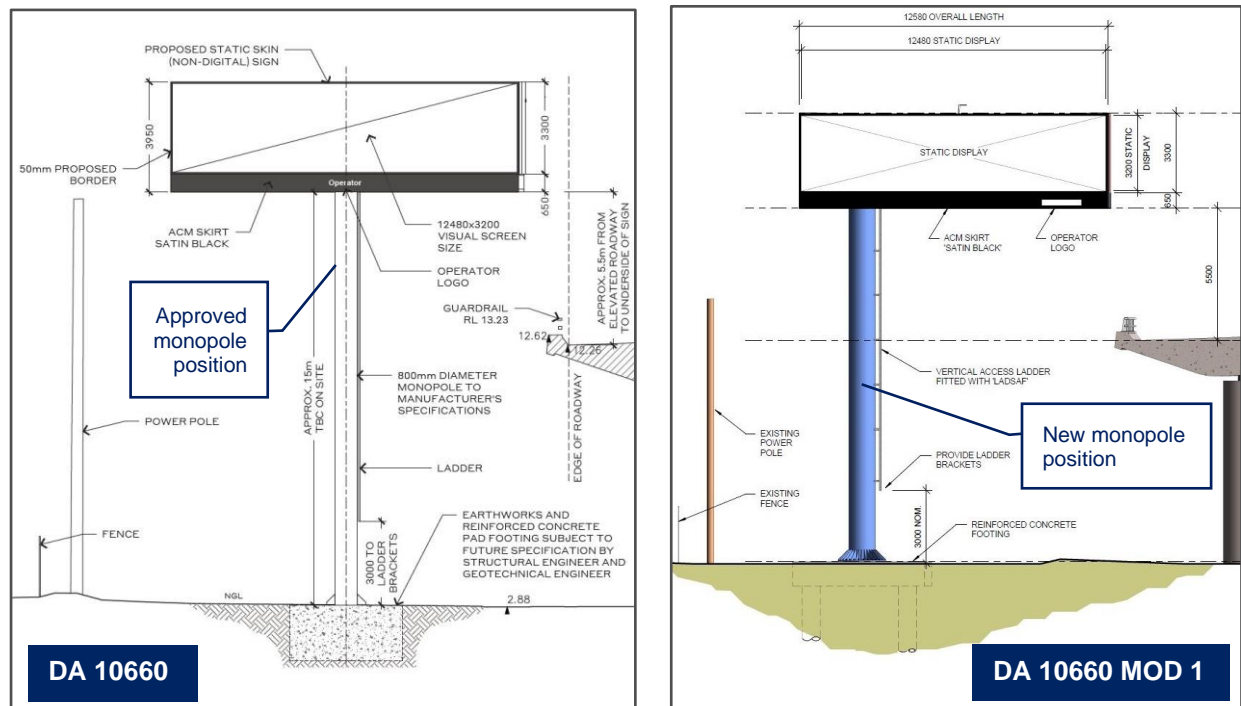 PROPOSED STATIC SKIN
(NON-DIGITAL) SIGN
3950
3300
50mm PROPOSED
BORDER
Operator
650
ACM SKIRT
SATIN BLACK
12480x3200
VISUAL SCREEN
SIZE
OPERATOR
LOGO
APPROX. 5.5m FROM
ELEVATED ROADWAY
TO UNDERSIDE OF SIGN
Approved
monopole
position
GUARDRAIL
RL 13.23
12.62
12.26
APPROX. 15m
TBC ON SITE
800mm DIAMETER
MONOPOLE TO
MANUFACTURER'S
SPECIFICATIONS
EDGE OF ROADWAY
POWER POLE
LADDER
FENCE
3000 TO
LADDER
BRACKETS
EARTHWORKS AND
REINFORCED CONCRETE
PAD FOOTING SUBJECT TO
FUTURE SPECIFICATION BY
STRUCTURAL ENGINEER AND
GEOTECHNICAL ENGINEER
NGL
2.88
DA 10660
12580 OVERALL LENGTH
12480 STATIC DISPLAY
STATIC DISPLAY
3200 STATIC
DISPLAY
3300
650
ACM SKIRT
'SATIN BLACK'
OPERATOR
LOGO
5500
VERTICAL ACCESS LADDER
FITTED WITH 'LADSAF'
New monopole
position
EXISTING
POWER
POLE
PROVIDE LADDER
BRACKETS
EXISTING
FENCE
3000 NOM.
REINFORCED CONCRETE
FOOTING
DA 10660 MOD 1